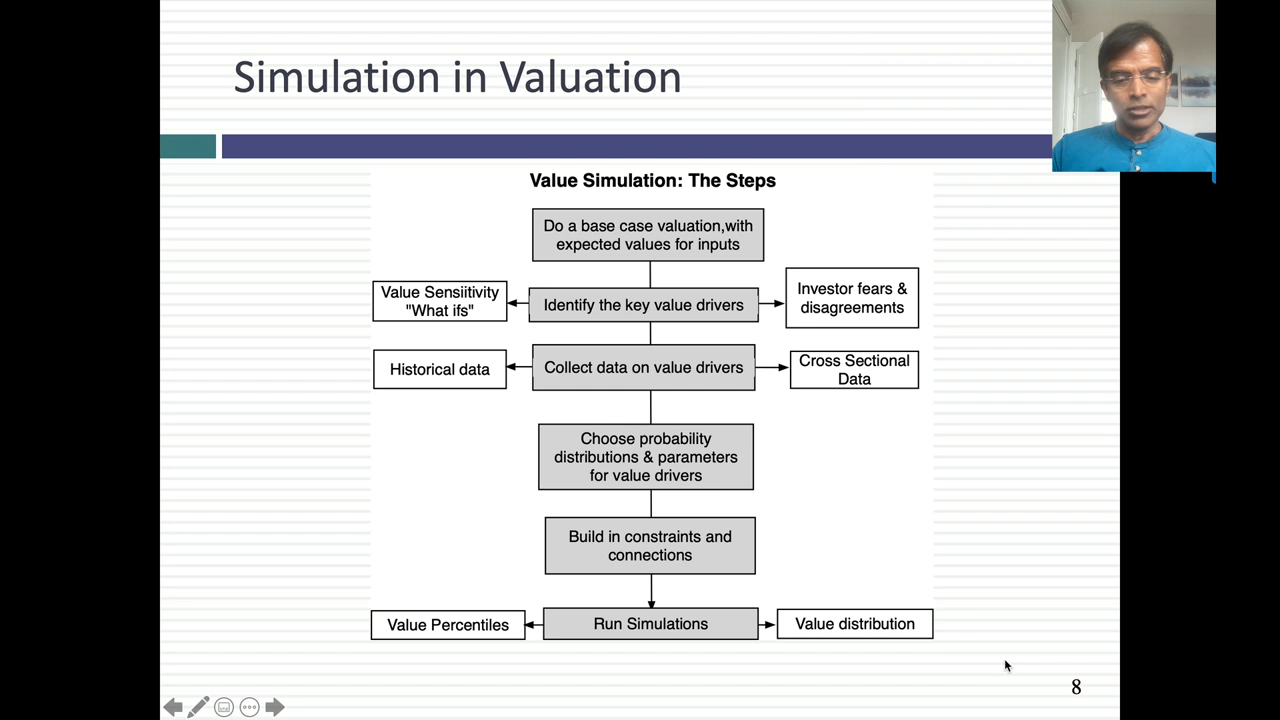 Simulation in Valuation
Value Simulation: The Steps
Do a base case valuation,with
expected values for inputs
Value Sensiitivity
"What ifs"
Identify the key value drivers
Investor fears &
disagreements
Historical data
Collect data on value drivers
Cross Sectional
Data
Choose probability
distributions & parameters
for value drivers
Build in constraints and
connections
Value Percentiles
Run Simulations
Value distribution
8